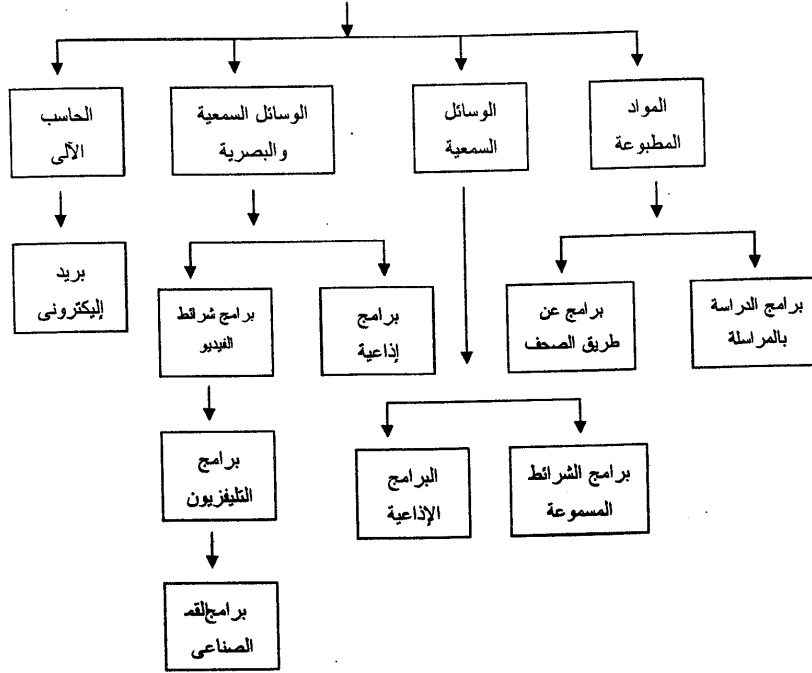 المواد
المطبوعة
الوسائل
السمعية
الوسائل السمعية
والبصرية
الحاسب
الآلى
برامج الدراسة
بالمراسلة
برامج عن
طريق الصحف
برامج
إذاعية
برامج شرائط
الفيديو
بريد
إليكترونى
برامج الشرائط
المسموعة
البرامج
الإذاعية
برامج
التليفزيون
برامج القمـ
الصناعى